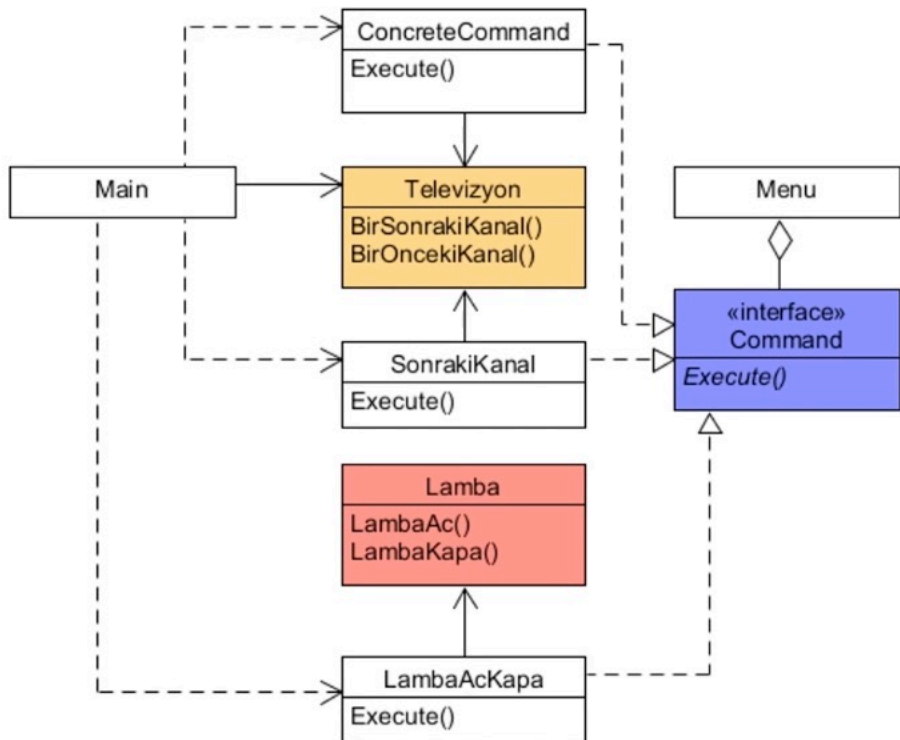 ConcreteCommand
Execute()
Main
Televizyon
BirSonrakiKanal()
BirOncekiKanal()
Menu
«interface»
Command
Execute()
SonrakiKanal
Execute()
Lamba
LambaAc()
LambaKapa()
LambaAcKapa
Execute()